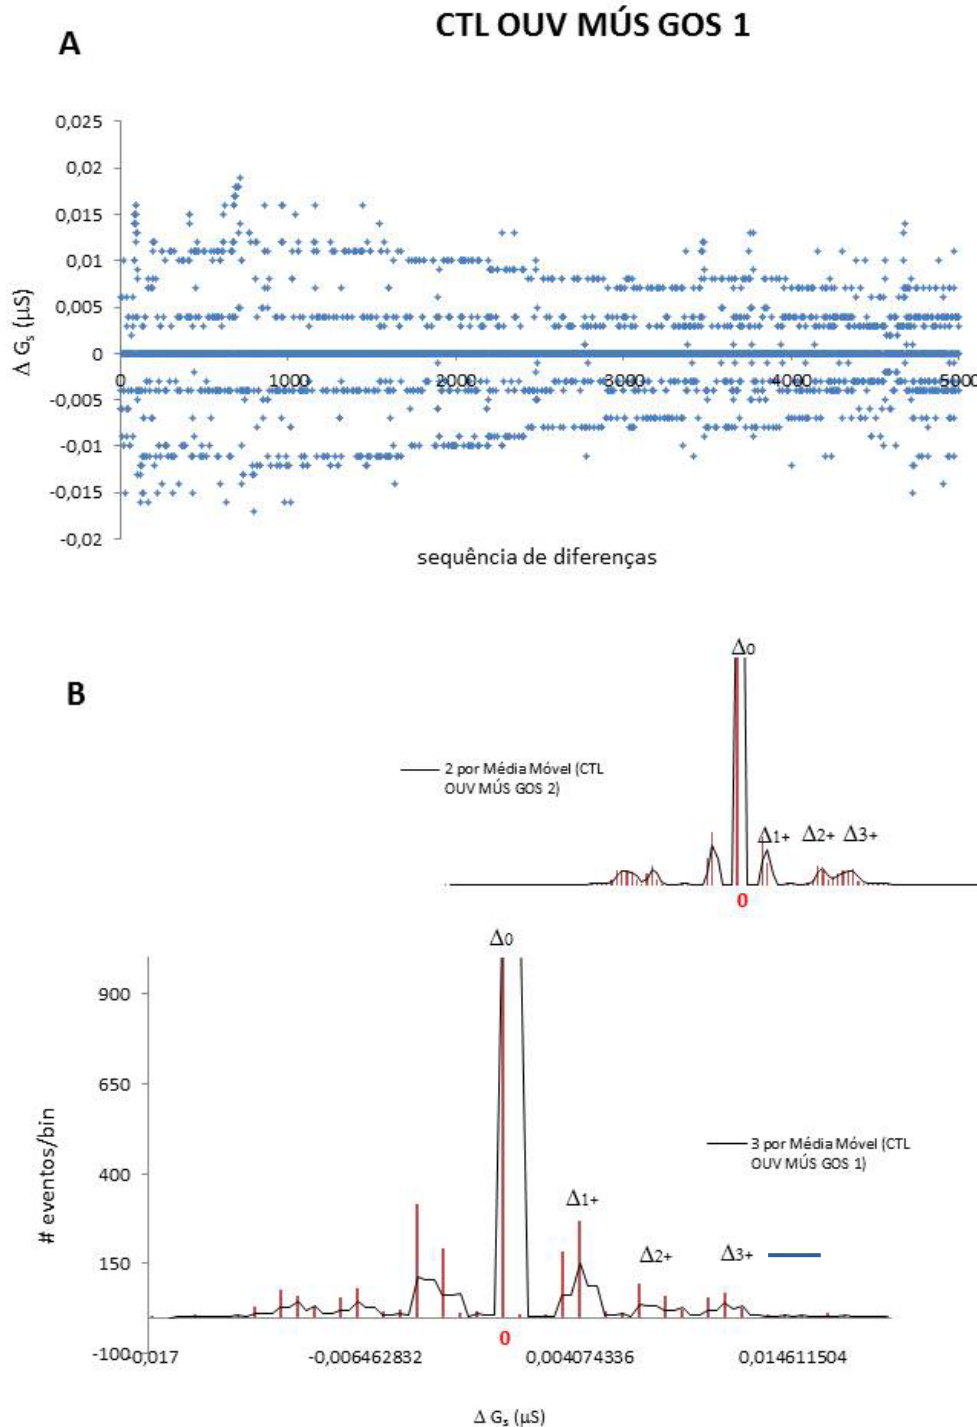 CTL OUV MÚS GOS 1
A
0,025
0,02
0,015
0,01
0,005
0
-0,005
-0,01
-0,015
-0,02
Δ Gs (µS)
0 1000 2000 3000 4000 5000
sequência de diferenças
B
Δ0
2 por Média Móvel (CTL
OUV MÚS GOS 2)
Δ1+ Δ2+ Δ3+
0
Δ0
900
650
400
150
-100
# eventos/bin
3 por Média Móvel (CTL
OUV MÚS GOS 1)
Δ1+
Δ2+ Δ3+
0
-0,017 -0,006462832 0,004074336 0,014611504
Δ Gs (µS)